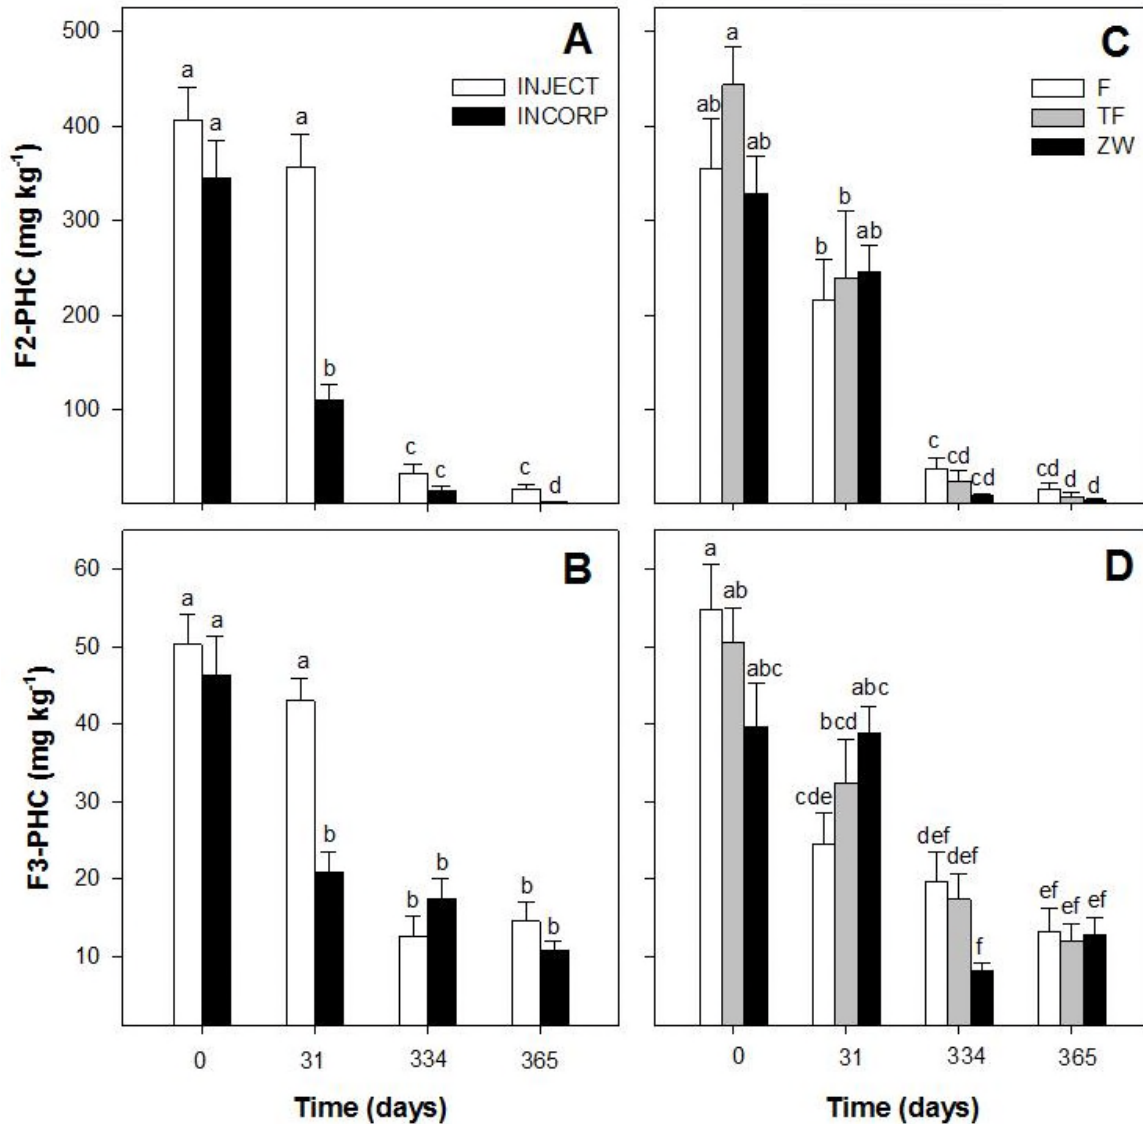 A
INJECT
INCORP
F2-PHC (mg kg⁻¹)
500
400
300
200
100
a
a
a
b
c
c
c
d
C
F
TF
ZW
ab
a
ab
b
b
ab
c
cd
cd
cd
d
d
B
F3-PHC (mg kg⁻¹)
60
50
40
30
20
10
a
a
a
b
b
b
b
b
0
31
334
365
Time (days)
D
a
ab
abc
cde
bcd
abc
def
def
f
ef
ef
ef
0
31
334
365
Time (days)